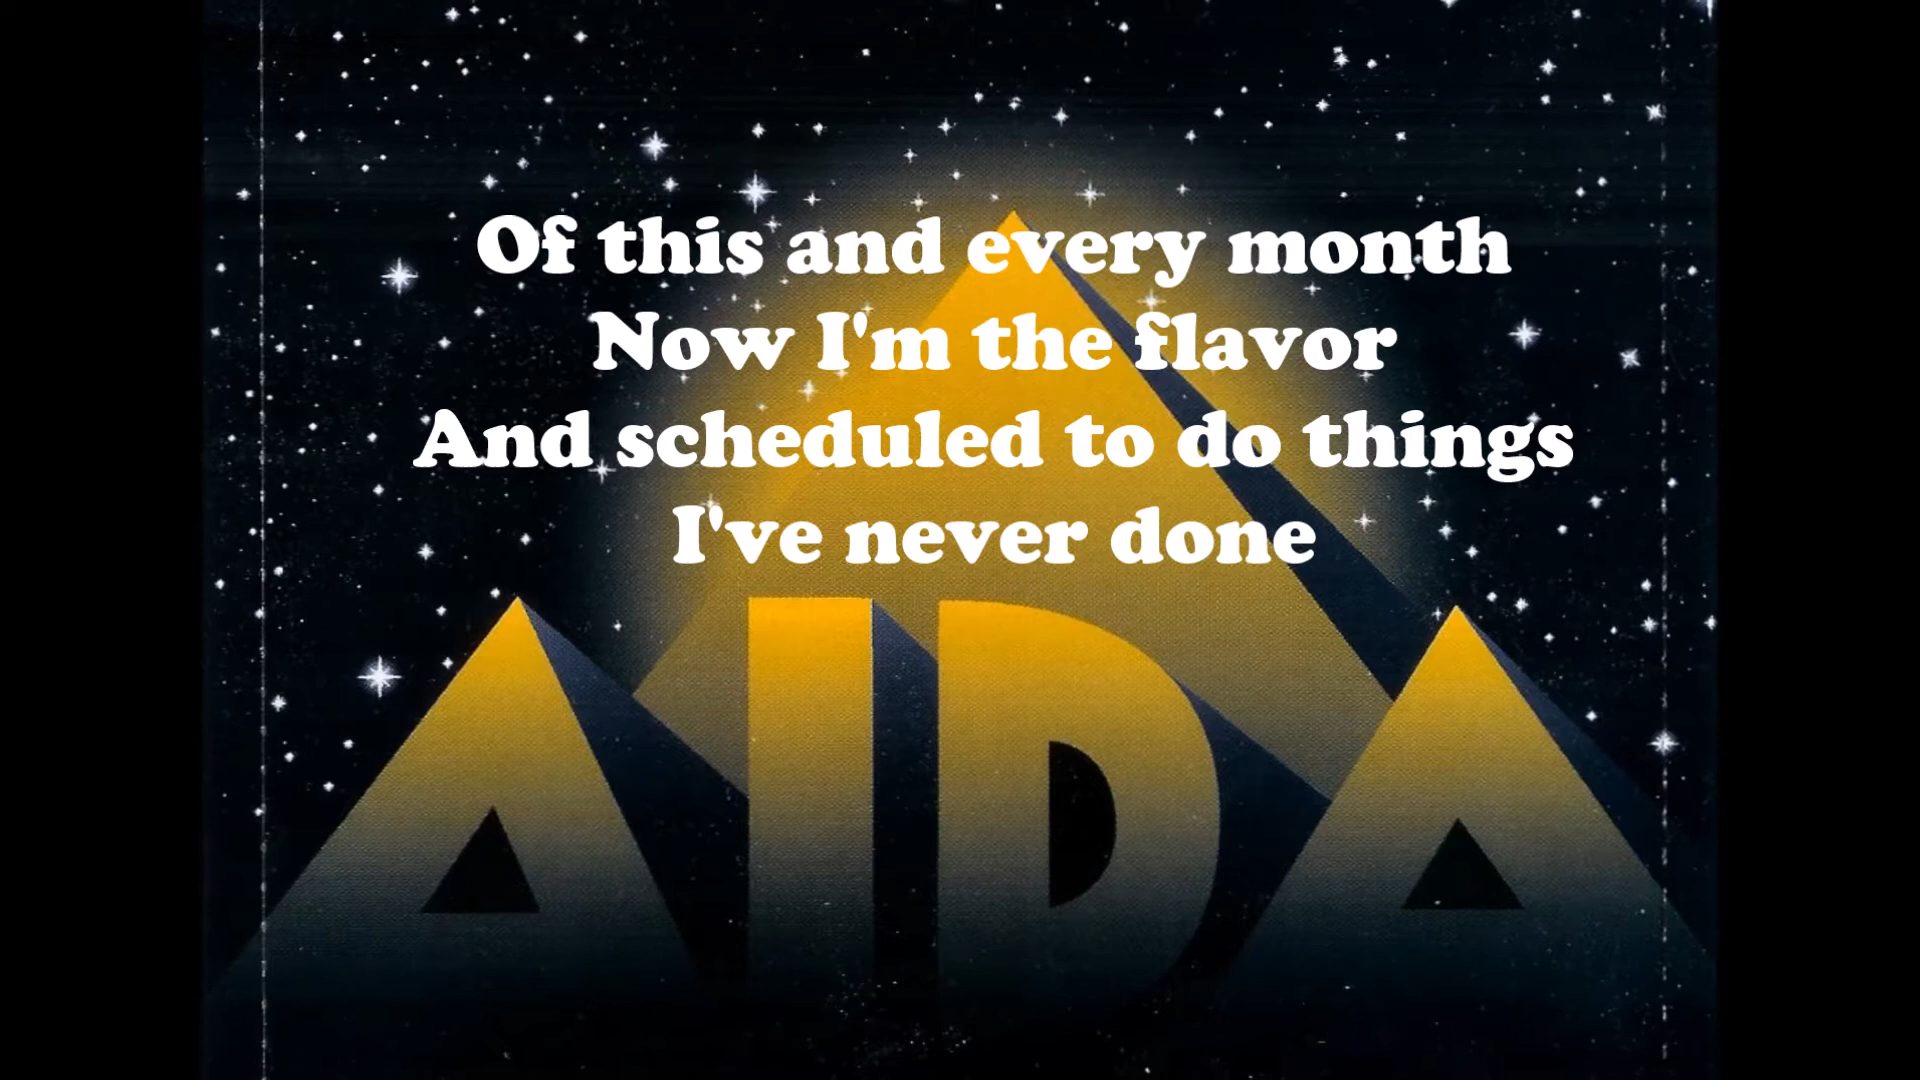 Of this and every month
Now I'm the flavor
And scheduled to do things
I've never done
AIDA